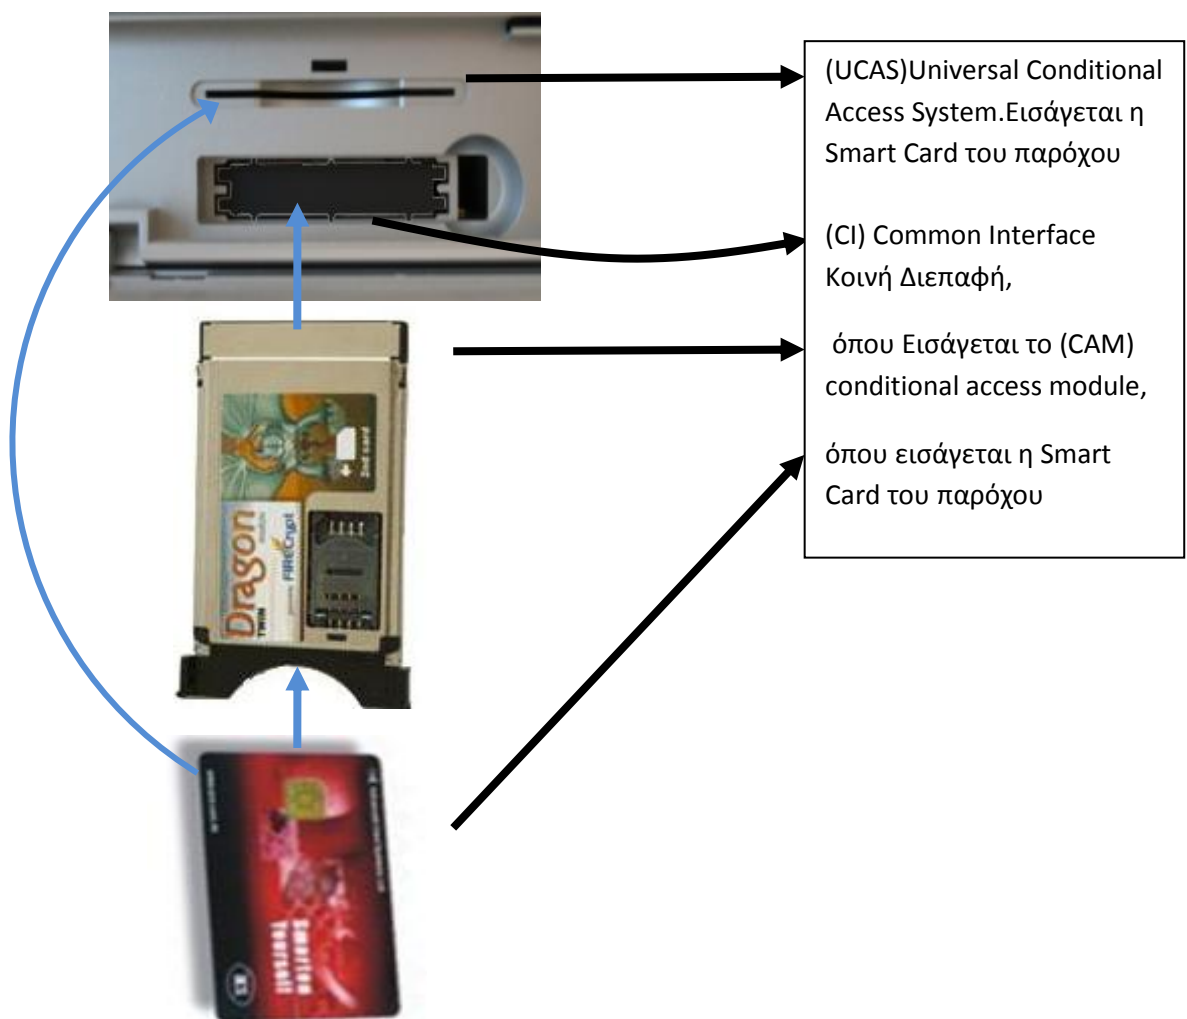 (UCAS)Universal Conditional
Access System.Εισάγεται η
Smart Card του παρόχου
(CI) Common Interface
Κοινή Διεπαφή,
όπου Εισάγεται το (CAM)
conditional access module,
όπου εισάγεται η Smart
Card του παρόχου
2nd card
Dragon
TWIN
FIRECrypt